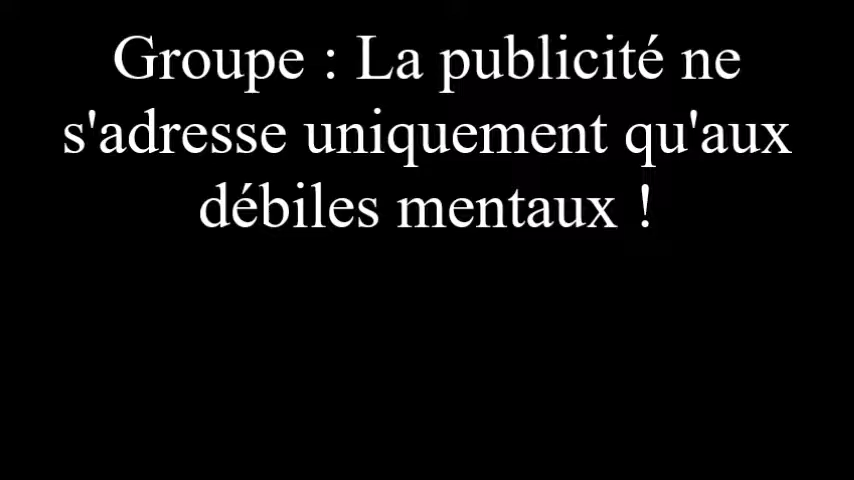 Groupe : La publicité ne
s'adresse uniquement qu'aux
débiles mentaux !